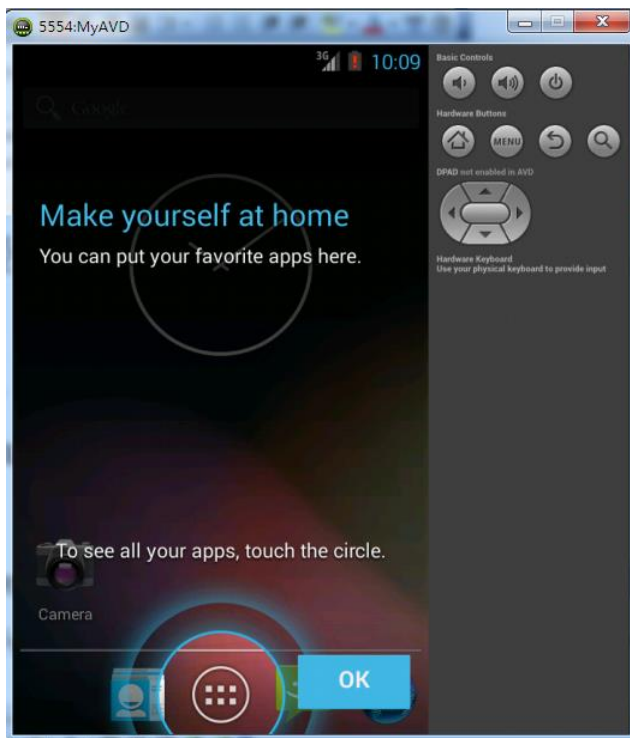 5554:MyAVD
3G
10:09
Google
Make yourself at home
You can put your favorite apps here.
To see all your apps, touch the circle.
Camera
OK
Basic Controls
Hardware Buttons
MENU
DPAD not enabled in AVD
Hardware Keyboard
Use your physical keyboard to provide input